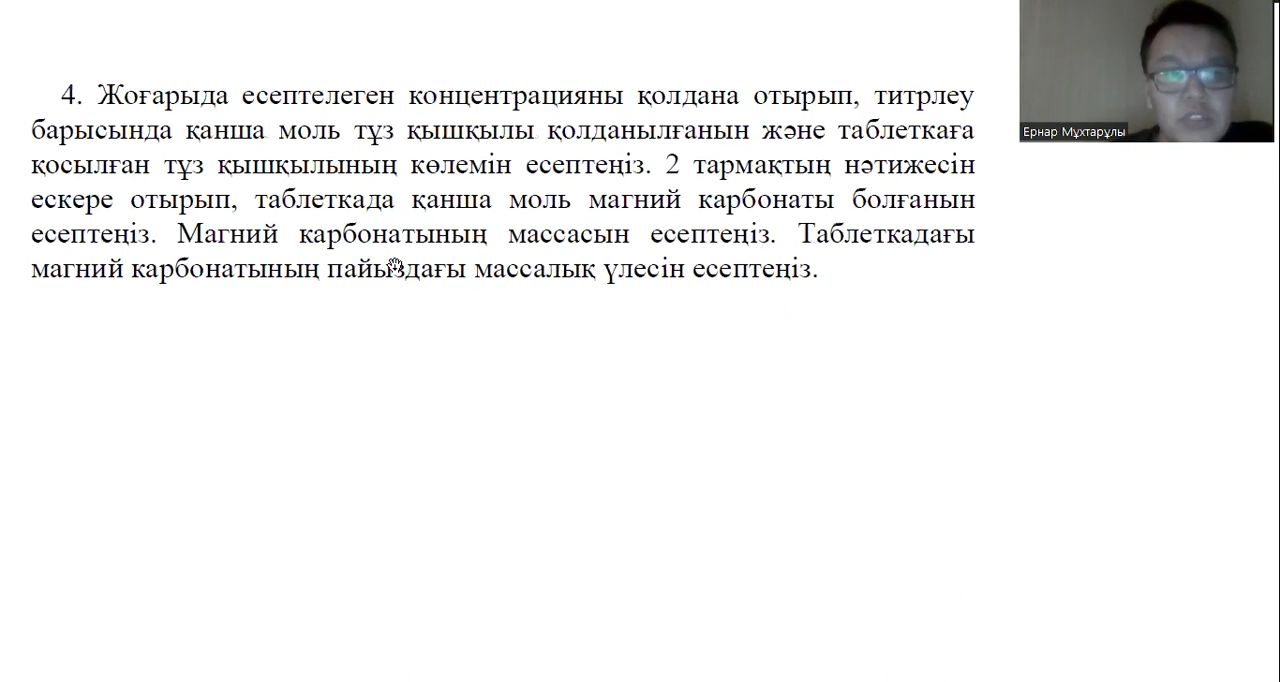 4. Жоғарыда есептелеген концентрацияны қолдана отырып, титрлеу
барысында қанша моль тұз қышқылы қолданылғанын және таблеткаға
қосылған тұз қышқылының көлемін есептеңіз. 2 тармақтың нәтижесін
ескере отырып, таблеткада қанша моль магний карбонаты болғанын
есептеңіз. Магний карбонатының массасын есептеңіз. Таблеткадағы
магний карбонатының пайыздағы массалық үлесін есептеңіз.
Ернар Мұхтарұлы